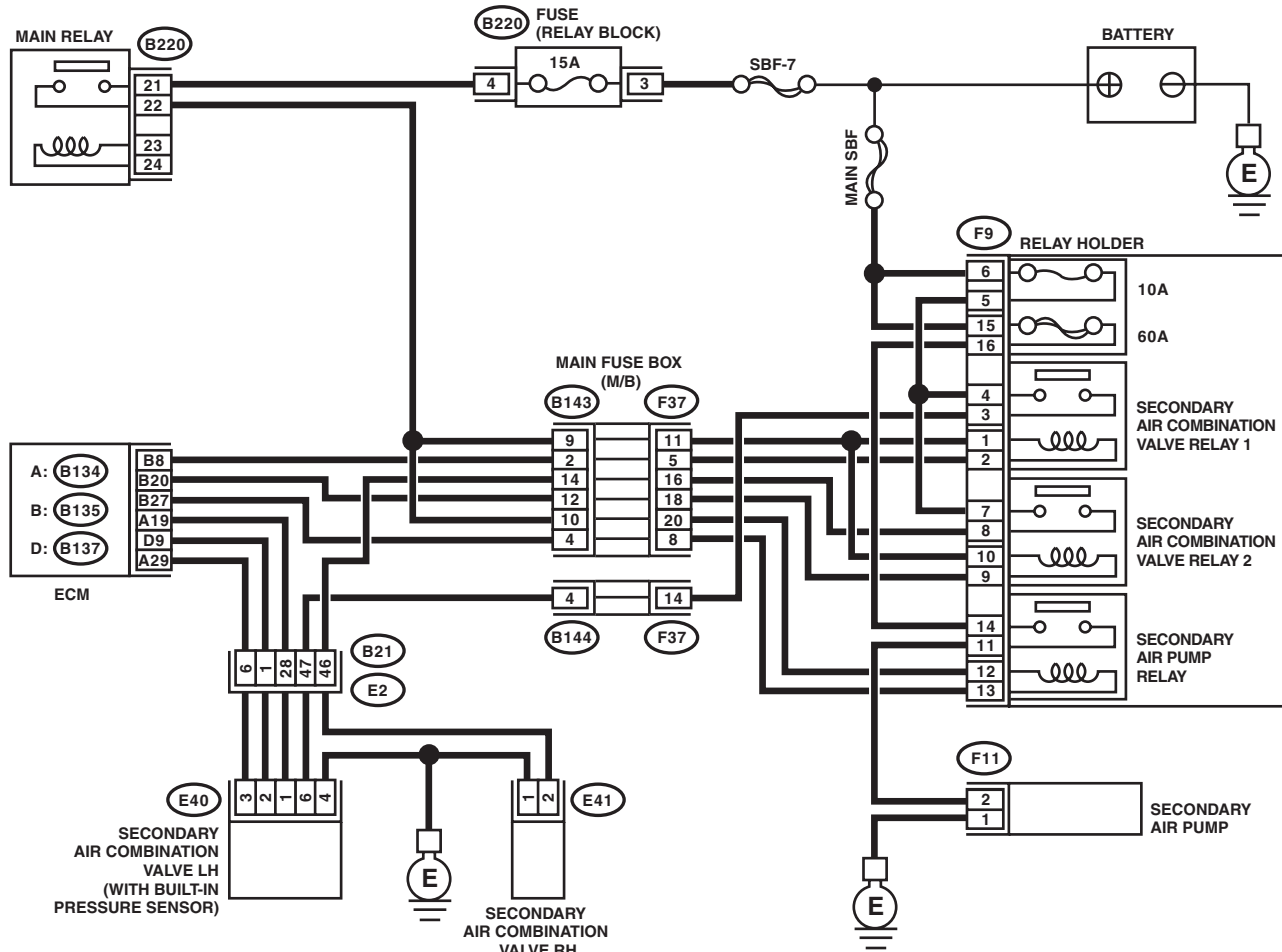 MAIN RELAY
B220
21
22
23
24
B220
FUSE
(RELAY BLOCK)
15A
4
3
SBF-7
BATTERY
E
MAIN SBF
F9
RELAY HOLDER
6
5
15
16
4
3
1
2
7
8
10
9
14
11
12
13
10A
60A
SECONDARY
AIR COMBINATION
VALVE RELAY 1
SECONDARY
AIR COMBINATION
VALVE RELAY 2
SECONDARY
AIR PUMP
RELAY
MAIN FUSE BOX
(M/B)
B143
F37
9
11
2
5
14
16
12
18
10
20
4
8
4
14
B144
F37
A: B134
B: B135
D: B137
B8
B20
B27
A19
D9
A29
ECM
6
1
28
47
46
B21
E2
E40
3
2
1
6
4
SECONDARY
AIR COMBINATION
VALVE LH
(WITH BUILT-IN
PRESSURE SENSOR)
E
1
2
E41
SECONDARY
AIR COMBINATION
VALVE RH
F11
2
1
SECONDARY
AIR PUMP
E